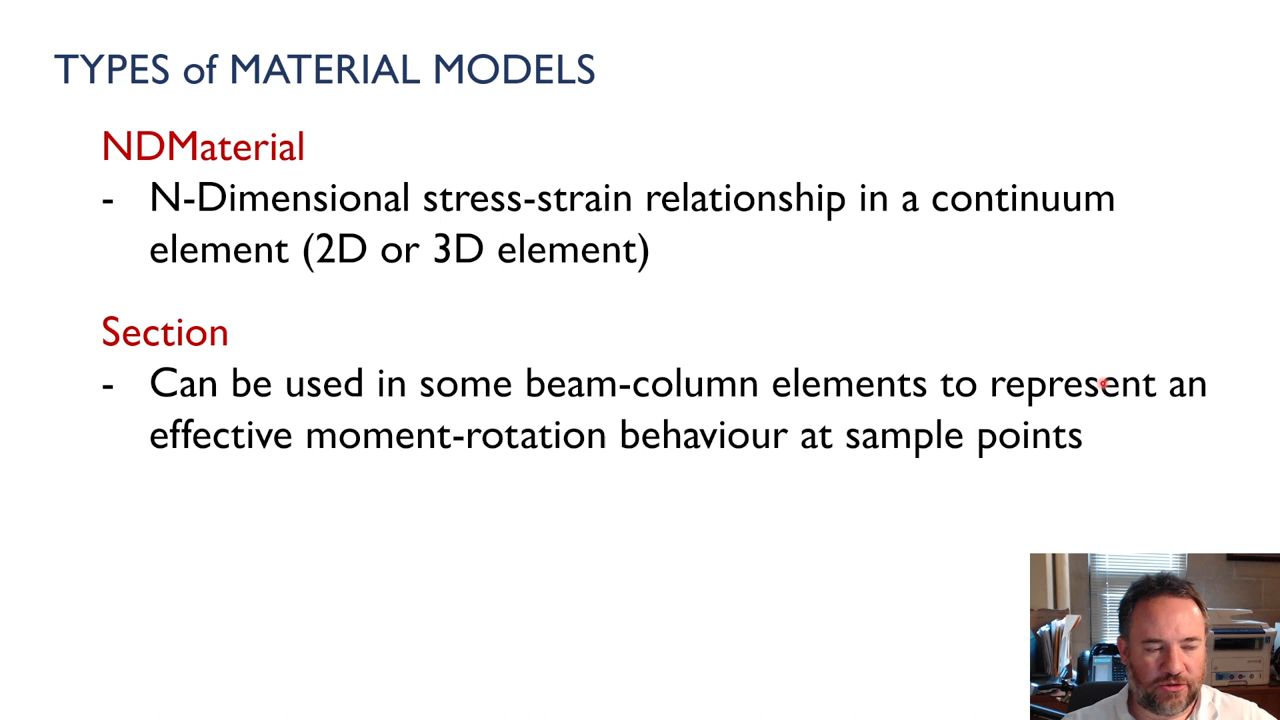 TYPES of MATERIAL MODELS
NDMaterial
- N-Dimensional stress-strain relationship in a continuum
element (2D or 3D element)
Section
- Can be used in some beam-column elements to represent an
effective moment-rotation behaviour at sample points